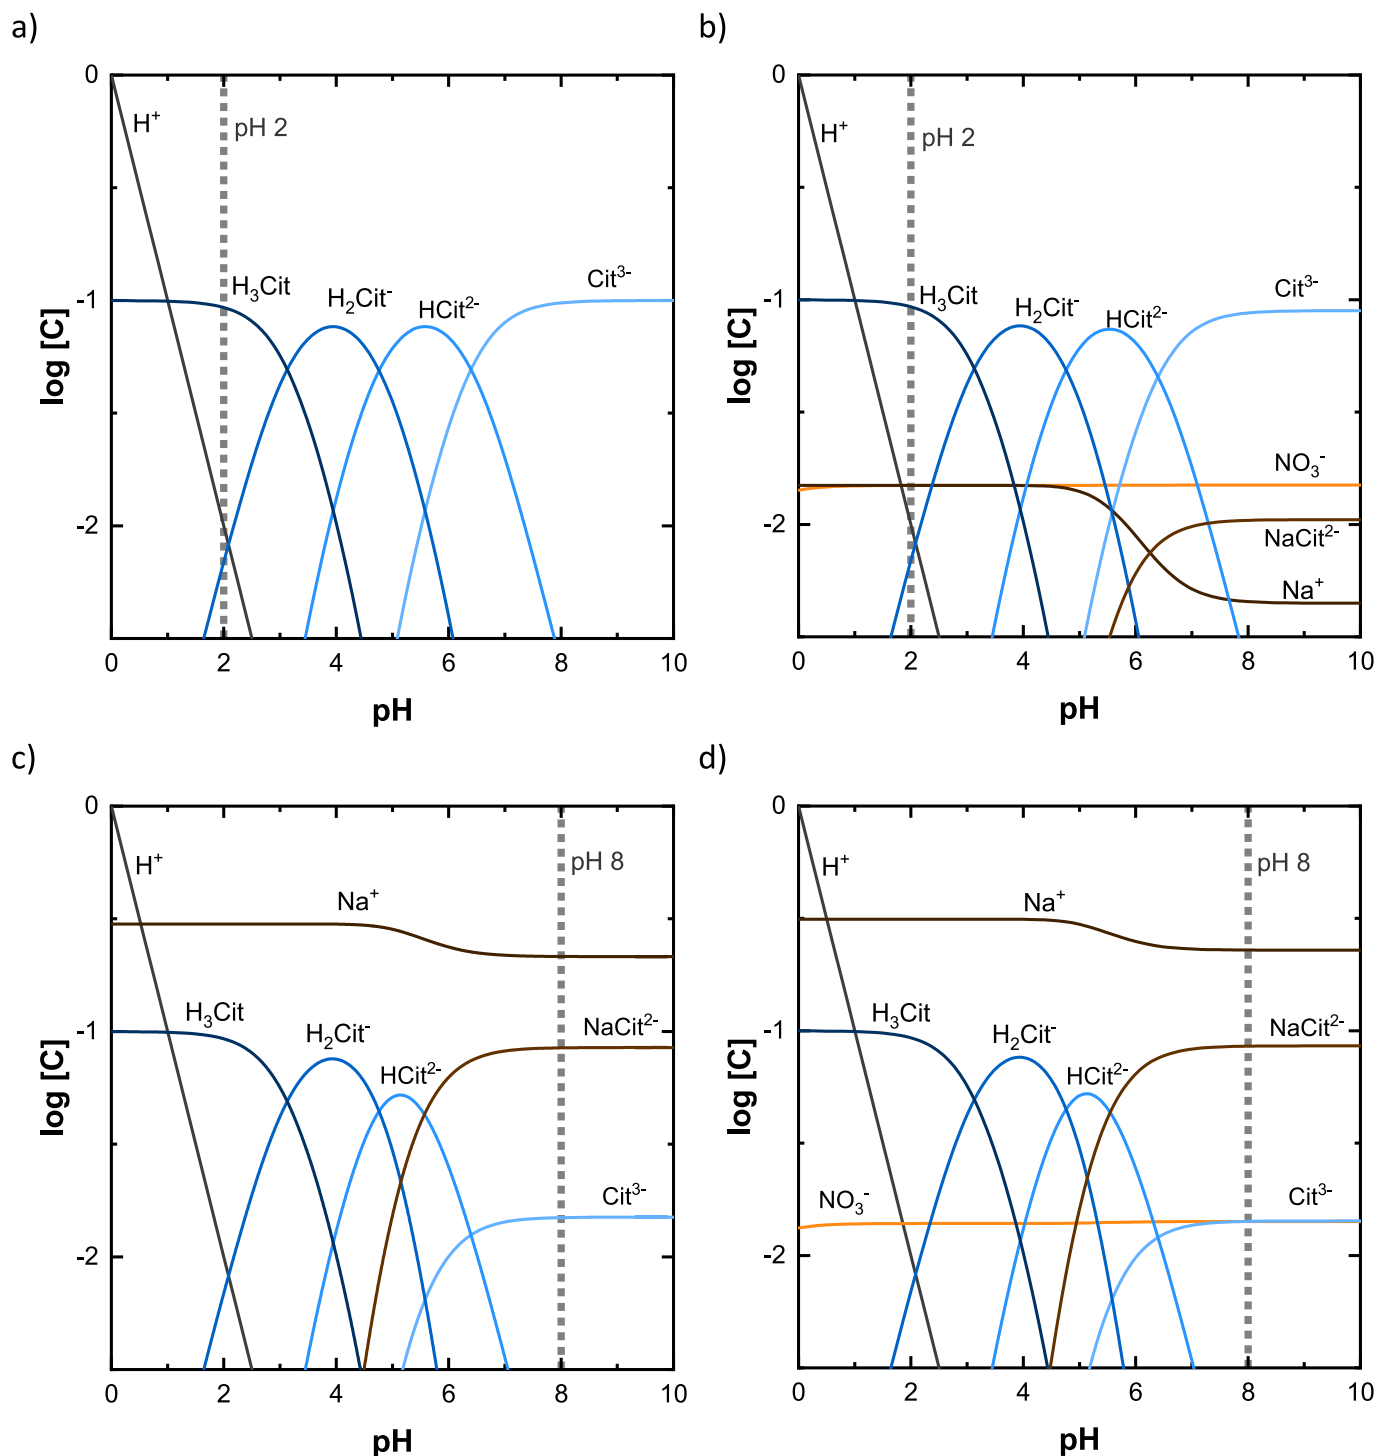 a)
0
H⁺
pH 2
-1
H₃Cit
H₂Cit⁻
HCit²⁻
Cit³⁻
log [C]
-2
0 2 4 6 8 10
pH
b)
0
H⁺
pH 2
-1
H₃Cit
H₂Cit⁻
HCit²⁻
Cit³⁻
log [C]
NO₃⁻
-2
NaCit²⁻
Na⁺
0 2 4 6 8 10
pH
c)
0
H⁺
pH 8
Na⁺
-1
H₃Cit
H₂Cit⁻
HCit²⁻
NaCit²⁻
log [C]
Cit³⁻
-2
0 2 4 6 8 10
pH
d)
0
H⁺
pH 8
Na⁺
-1
H₃Cit
H₂Cit⁻
HCit²⁻
NaCit²⁻
log [C]
NO₃⁻
Cit³⁻
-2
0 2 4 6 8 10
pH